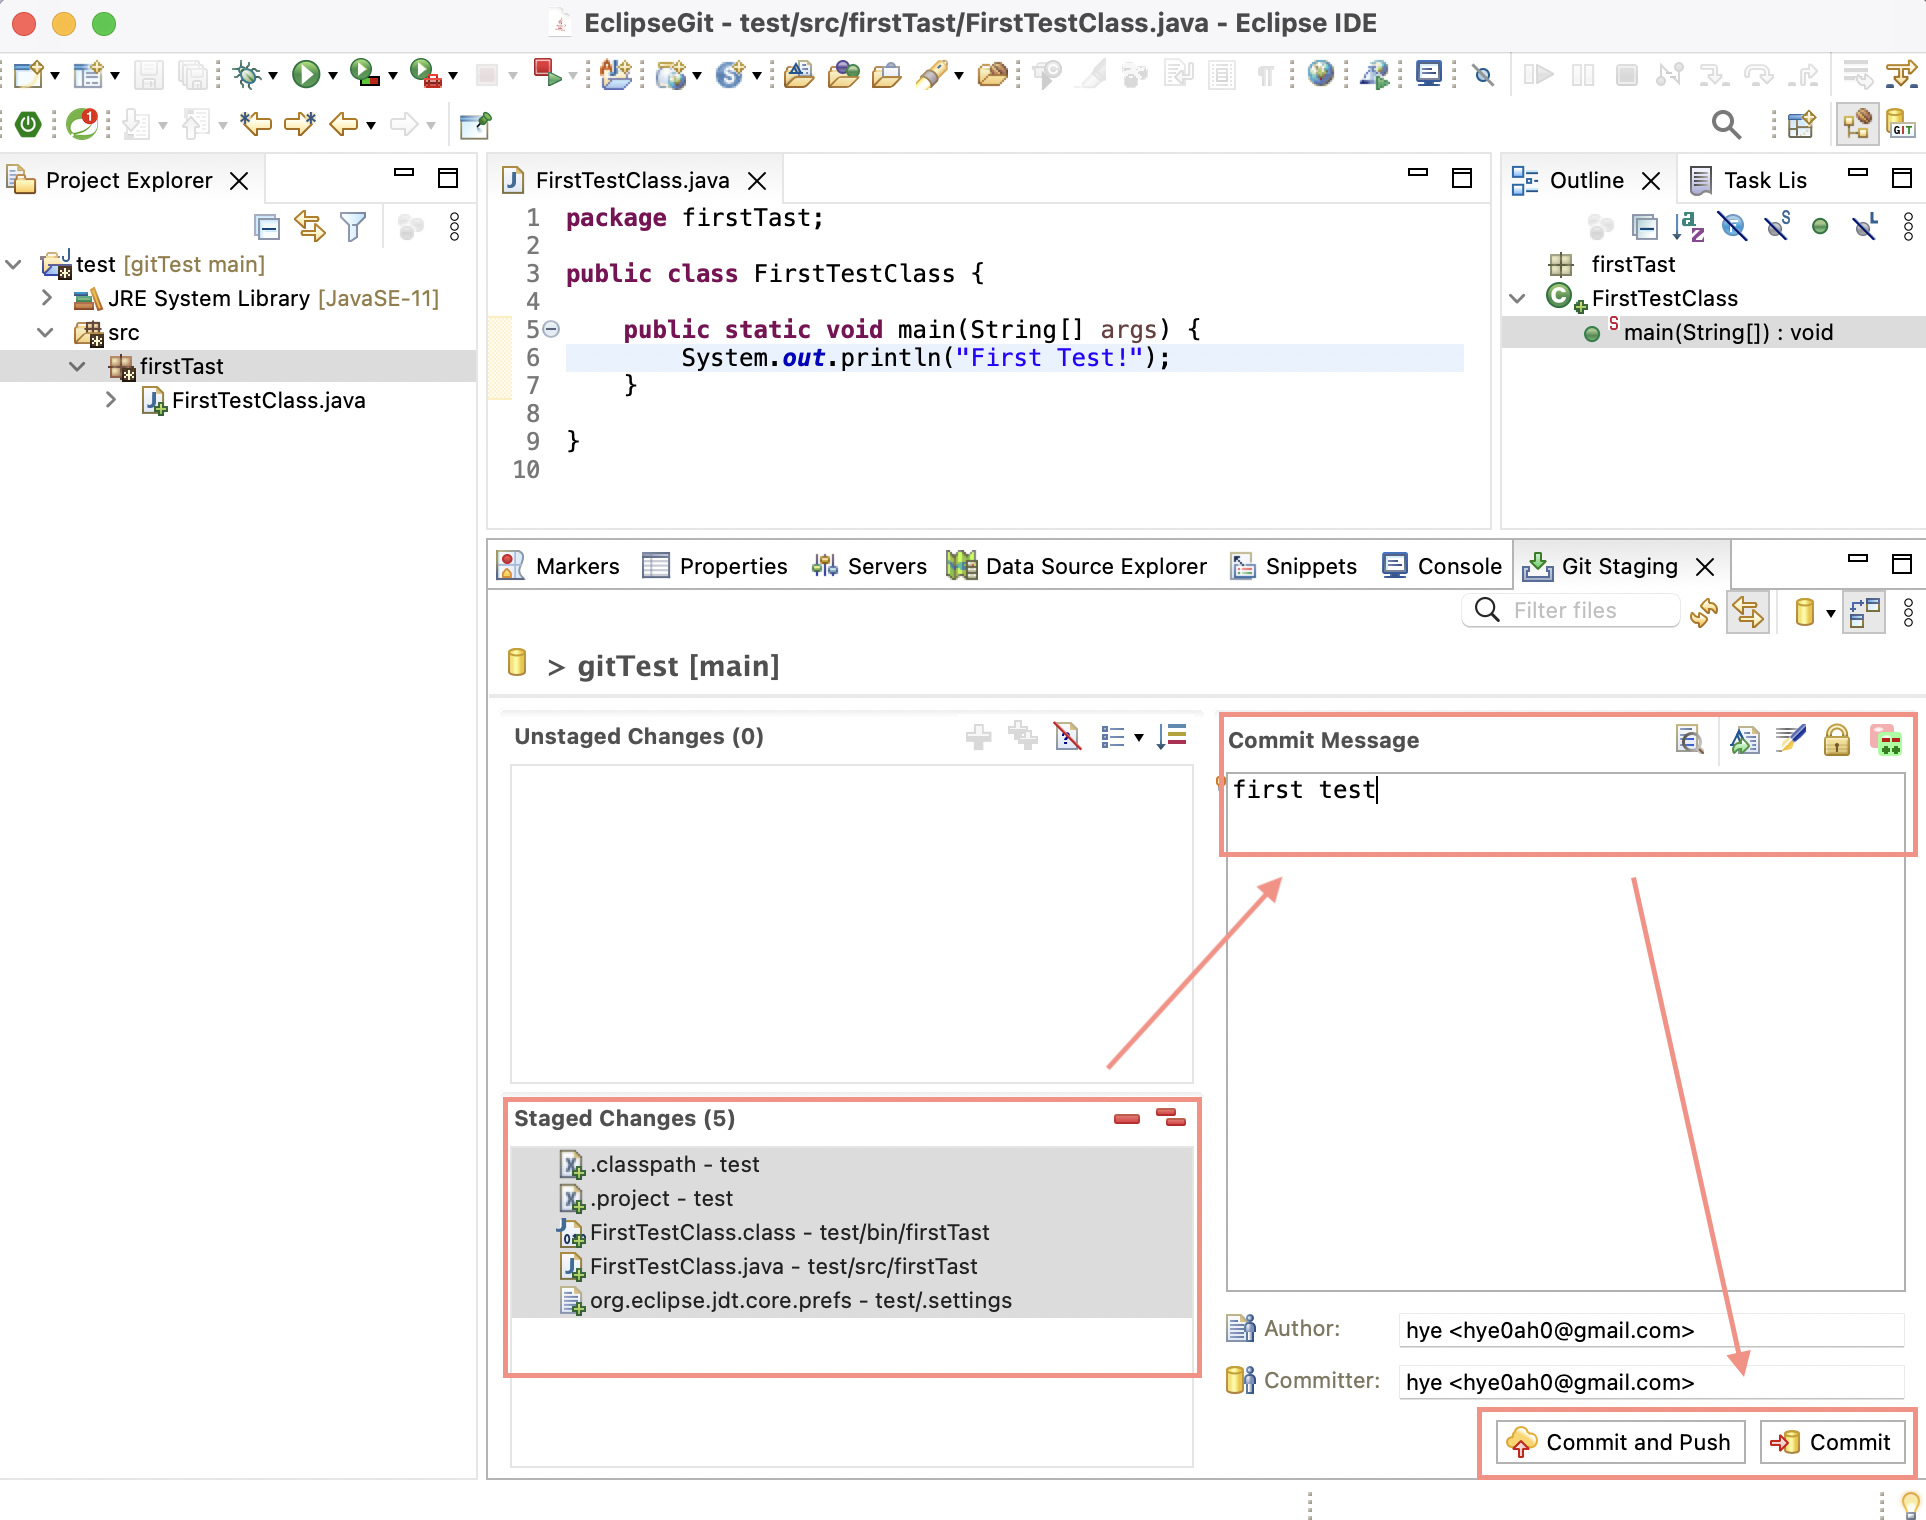 EclipseGit - test/src/firstTast/FirstTestClass.java - Eclipse IDE
1
GIT
Project Explorer
test [gitTest main]
JRE System Library [JavaSE-11]
src
firstTast
FirstTestClass.java
FirstTestClass.java
1 package firstTast;
2
3 public class FirstTestClass {
4
5 public static void main(String[] args) {
6 System.out.println("First Test!");
7 }
8
9 }
10
Outline
Task Lis
firstTast
FirstTestClass
main(String[]) : void
Markers
Properties
Servers
Data Source Explorer
Snippets
Console
Git Staging
Filter files
> gitTest [main]
Unstaged Changes (0)
Staged Changes (5)
.classpath - test
.project - test
FirstTestClass.class - test/bin/firstTast
FirstTestClass.java - test/src/firstTast
org.eclipse.jdt.core.prefs - test/.settings
Commit Message
first test
Author: hye <hye0ah0@gmail.com>
Committer: hye <hye0ah0@gmail.com>
Commit and Push
Commit